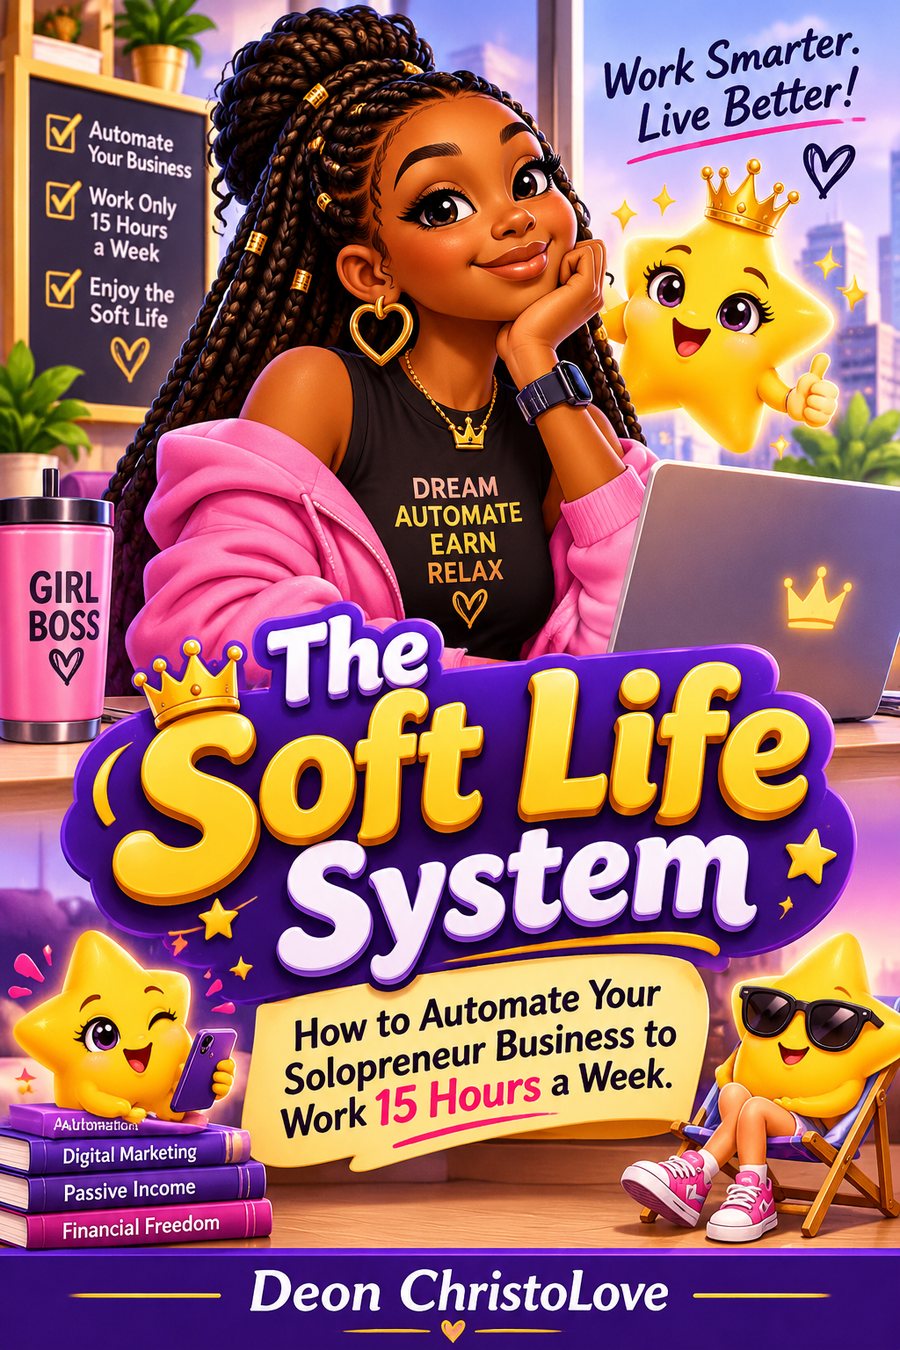 Work Smarter.
Live Better!
Automate
Your Business
Work Only
15 Hours
a Week
Enjoy the
Soft Life
DREAM
AUTOMATE
EARN
RELAX
GIRL
BOSS
The
Soft Life
System
How to Automate Your
Solopreneur Business to
Work 15 Hours a Week.
Automation
Digital Marketing
Passive Income
Financial Freedom
Deon ChristoLove